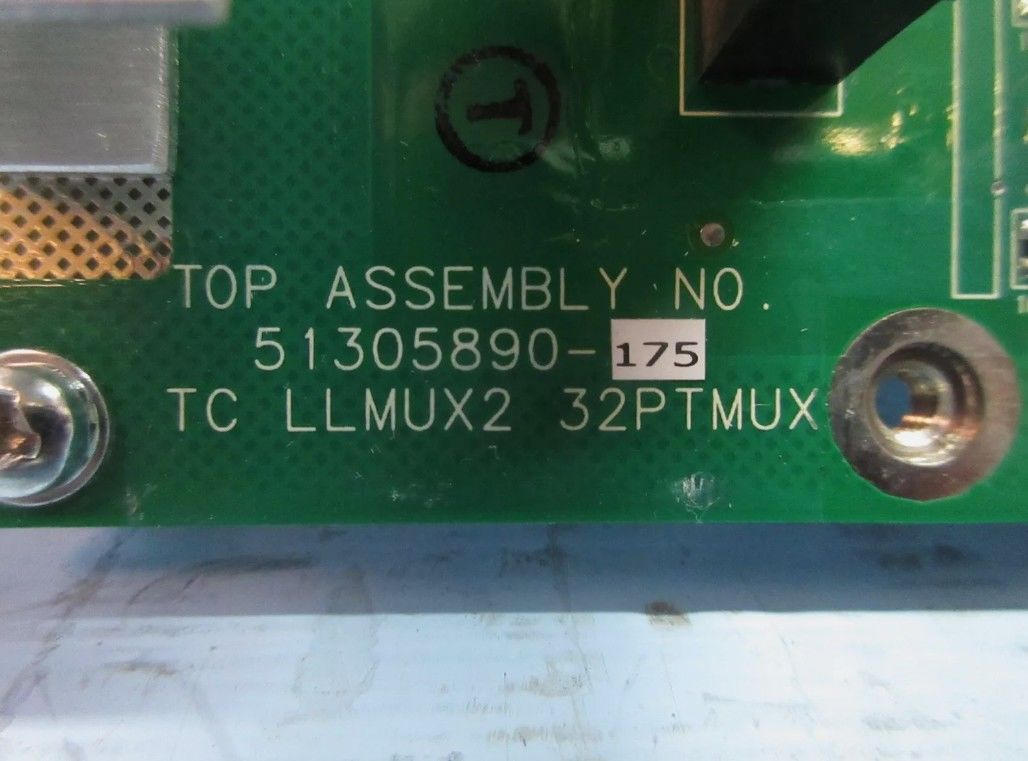 T
TOP ASSEMBLY NO.
51305890-175
TC LLMUX2 32PTMUX